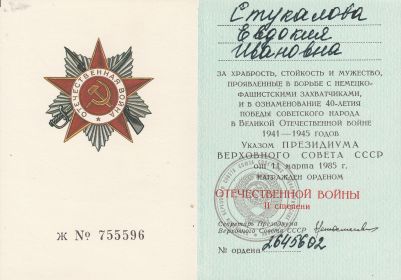 ОТЕЧЕСТВЕННАЯ ВОЙНА
Ж № 755596
Стукалова
Евдокия
Ивановна
ЗА ХРАБРОСТЬ, СТОЙКОСТЬ И МУЖЕСТВО,
ПРОЯВЛЕННЫЕ В БОРЬБЕ С НЕМЕЦКО-
ФАШИСТСКИМИ ЗАХВАТЧИКАМИ,
И В ОЗНАМЕНОВАНИЕ 40-ЛЕТИЯ
ПОБЕДЫ СОВЕТСКОГО НАРОДА
В ВЕЛИКОЙ ОТЕЧЕСТВЕННОЙ ВОЙНЕ
1941—1945 ГОДОВ
УКАЗОМ ПРЕЗИДИУМА
ВЕРХОВНОГО СОВЕТА СССР
от 11 марта 1985 г.
НАГРАЖДЕН ОРДЕНОМ
ОТЕЧЕСТВЕННОЙ ВОЙНЫ
II степени
Секретарь Президиума
Верховного Совета СССР
№ ордена 2645602